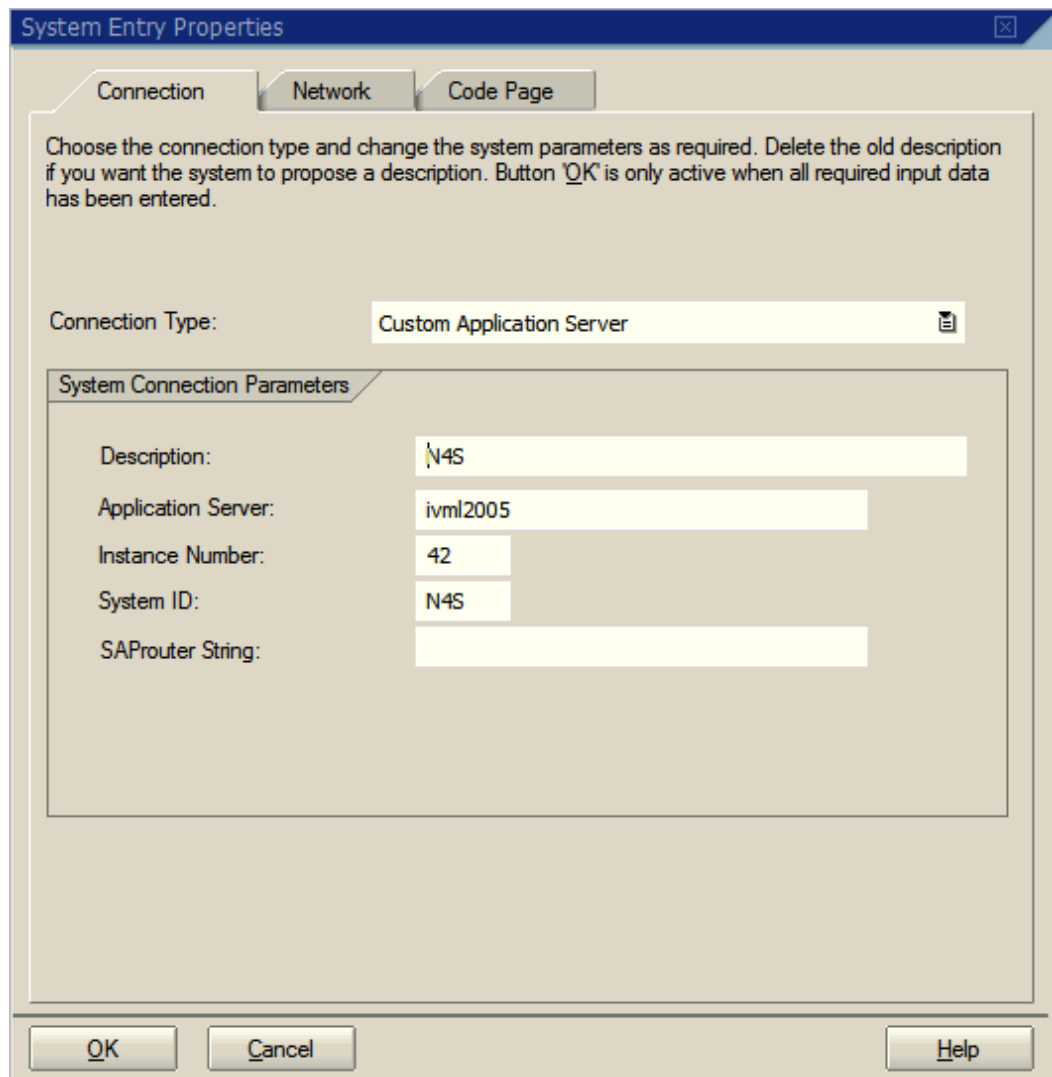 System Entry Properties
Connection Network Code Page
Choose the connection type and change the system parameters as required. Delete the old description
if you want the system to propose a description. Button 'OK' is only active when all required input data
has been entered.
Connection Type: Custom Application Server
System Connection Parameters
Description: N4S
Application Server: ivml2005
Instance Number: 42
System ID: N4S
SAProuter String:
OK Cancel Help